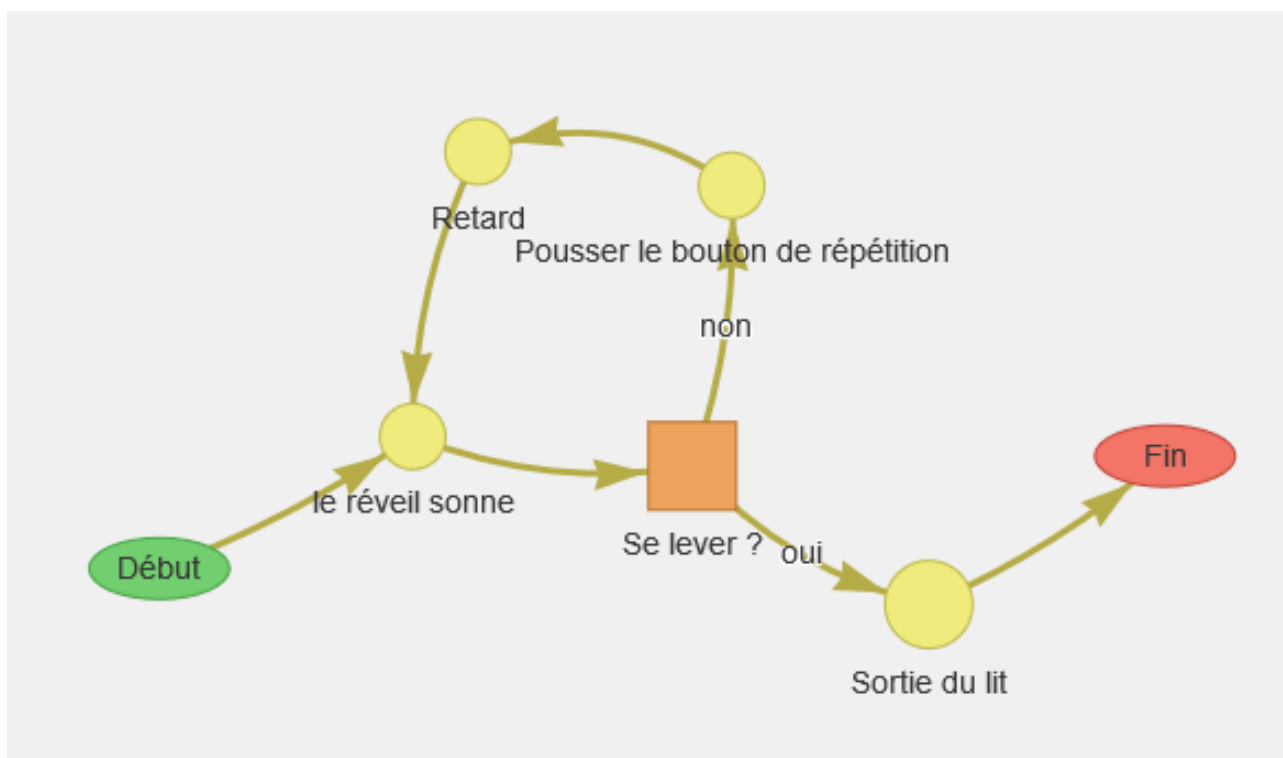 Retard
Pousser le bouton de répétition
non
Fin
le réveil sonne
Se lever ?
oui
Début
Sortie du lit